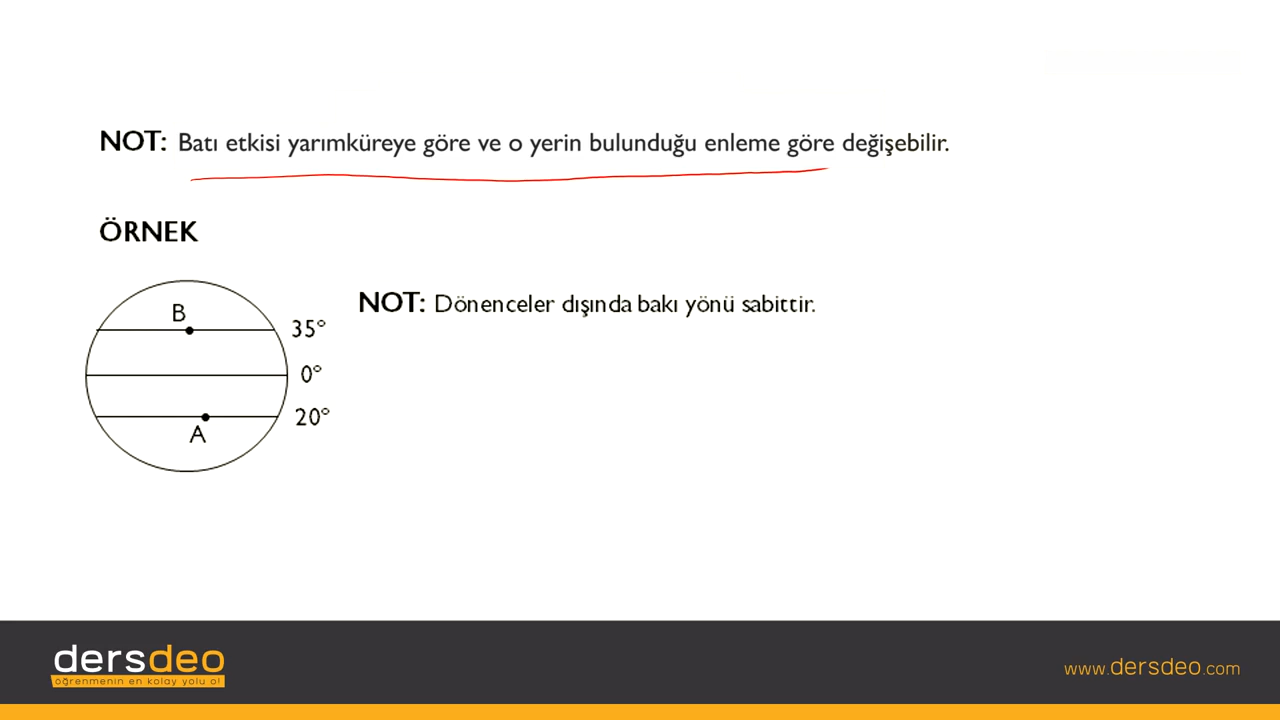 NOT: Batı etkisi yarımküreye göre ve o yerin bulunduğu enleme göre değişebilir.
ÖRNEK
NOT: Dönenceler dışında bakı yönü sabittir.
B
35°
0°
20°
A
dersdeo
öğrenmenin en kolay yolu o!
www.dersdeo.com